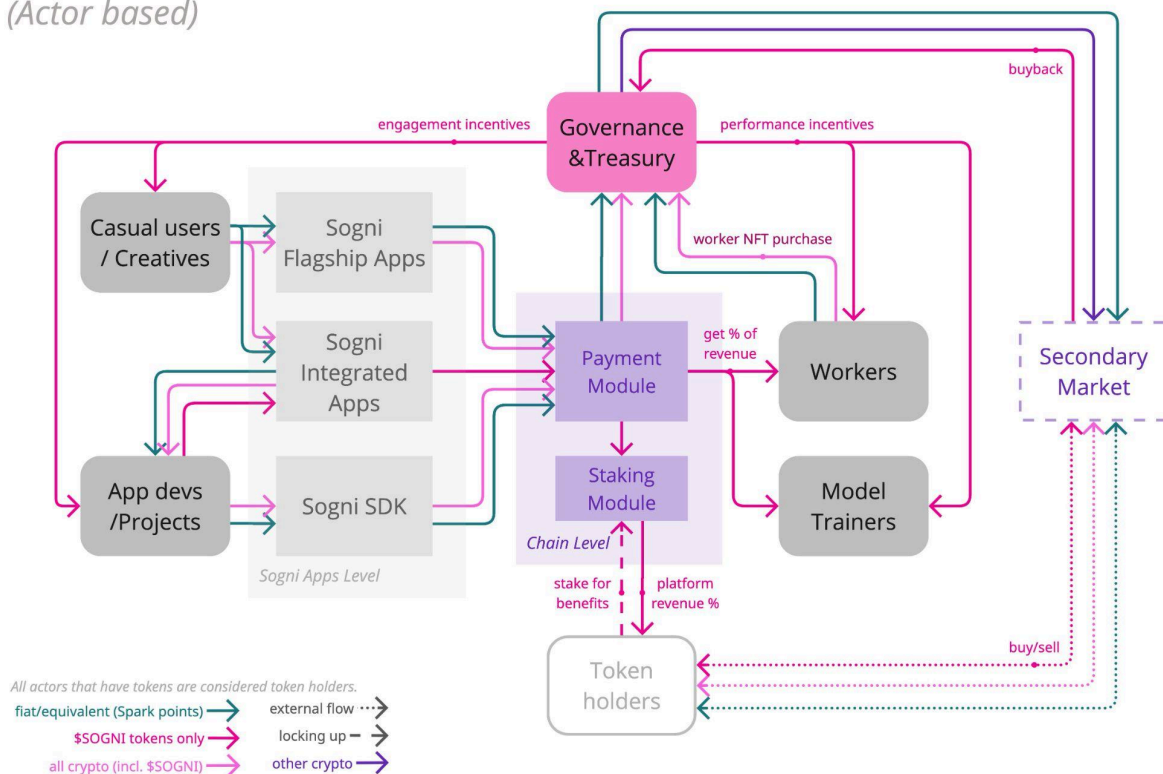 (Actor based)
buyback
engagement incentives
Governance
&Treasury
performance incentives
Casual users
/ Creatives
Sogni
Flagship Apps
worker NFT purchase
Sogni
Integrated
Apps
Payment
Module
get % of
revenue
Workers
Secondary
Market
App devs
/Projects
Sogni SDK
Staking
Module
Model
Trainers
Chain Level
Sogni Apps Level
stake for
benefits
platform
revenue %
buy/sell
Token
holders
All actors that have tokens are considered token holders.
fiat/equivalent (Spark points)
external flow
$SOGNI tokens only
locking up
all crypto (incl. $SOGNI)
other crypto